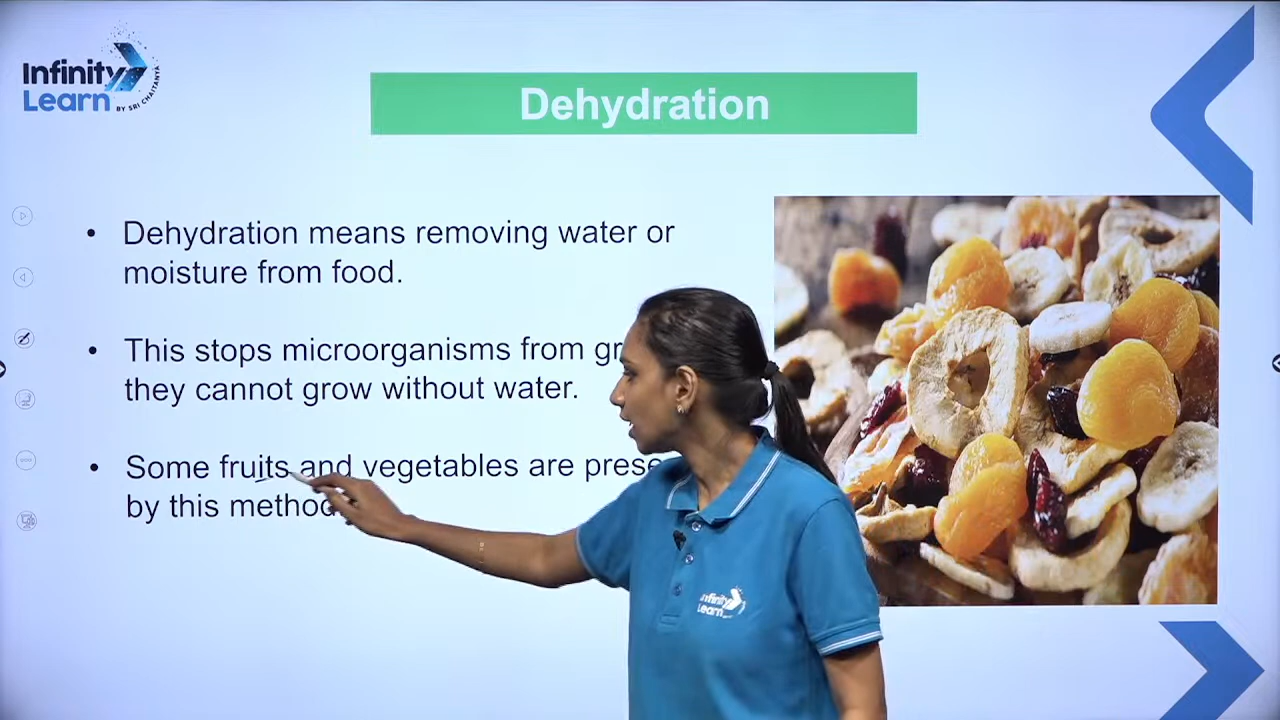 Infinity
Learn
BY SRI CHAITANYA
Dehydration
• Dehydration means removing water or
moisture from food.
• This stops microorganisms from
they cannot grow without water.
• Some fruits and vegetables are
by this method
Infinity
Learn